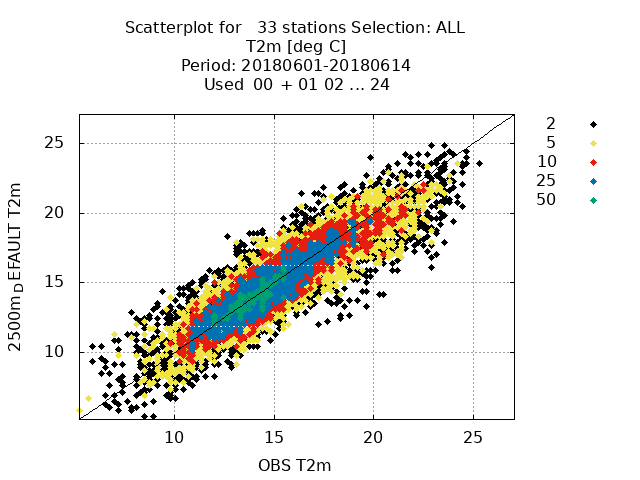 Scatterplot for 33 stations Selection: ALL
T2m [deg C]
Period: 20180601-20180614
Used 00 + 01 02 ... 24
2
5
10
25
50
25
20
15
10
2500m_DEFAULT T2m
10 15 20 25
OBS T2m